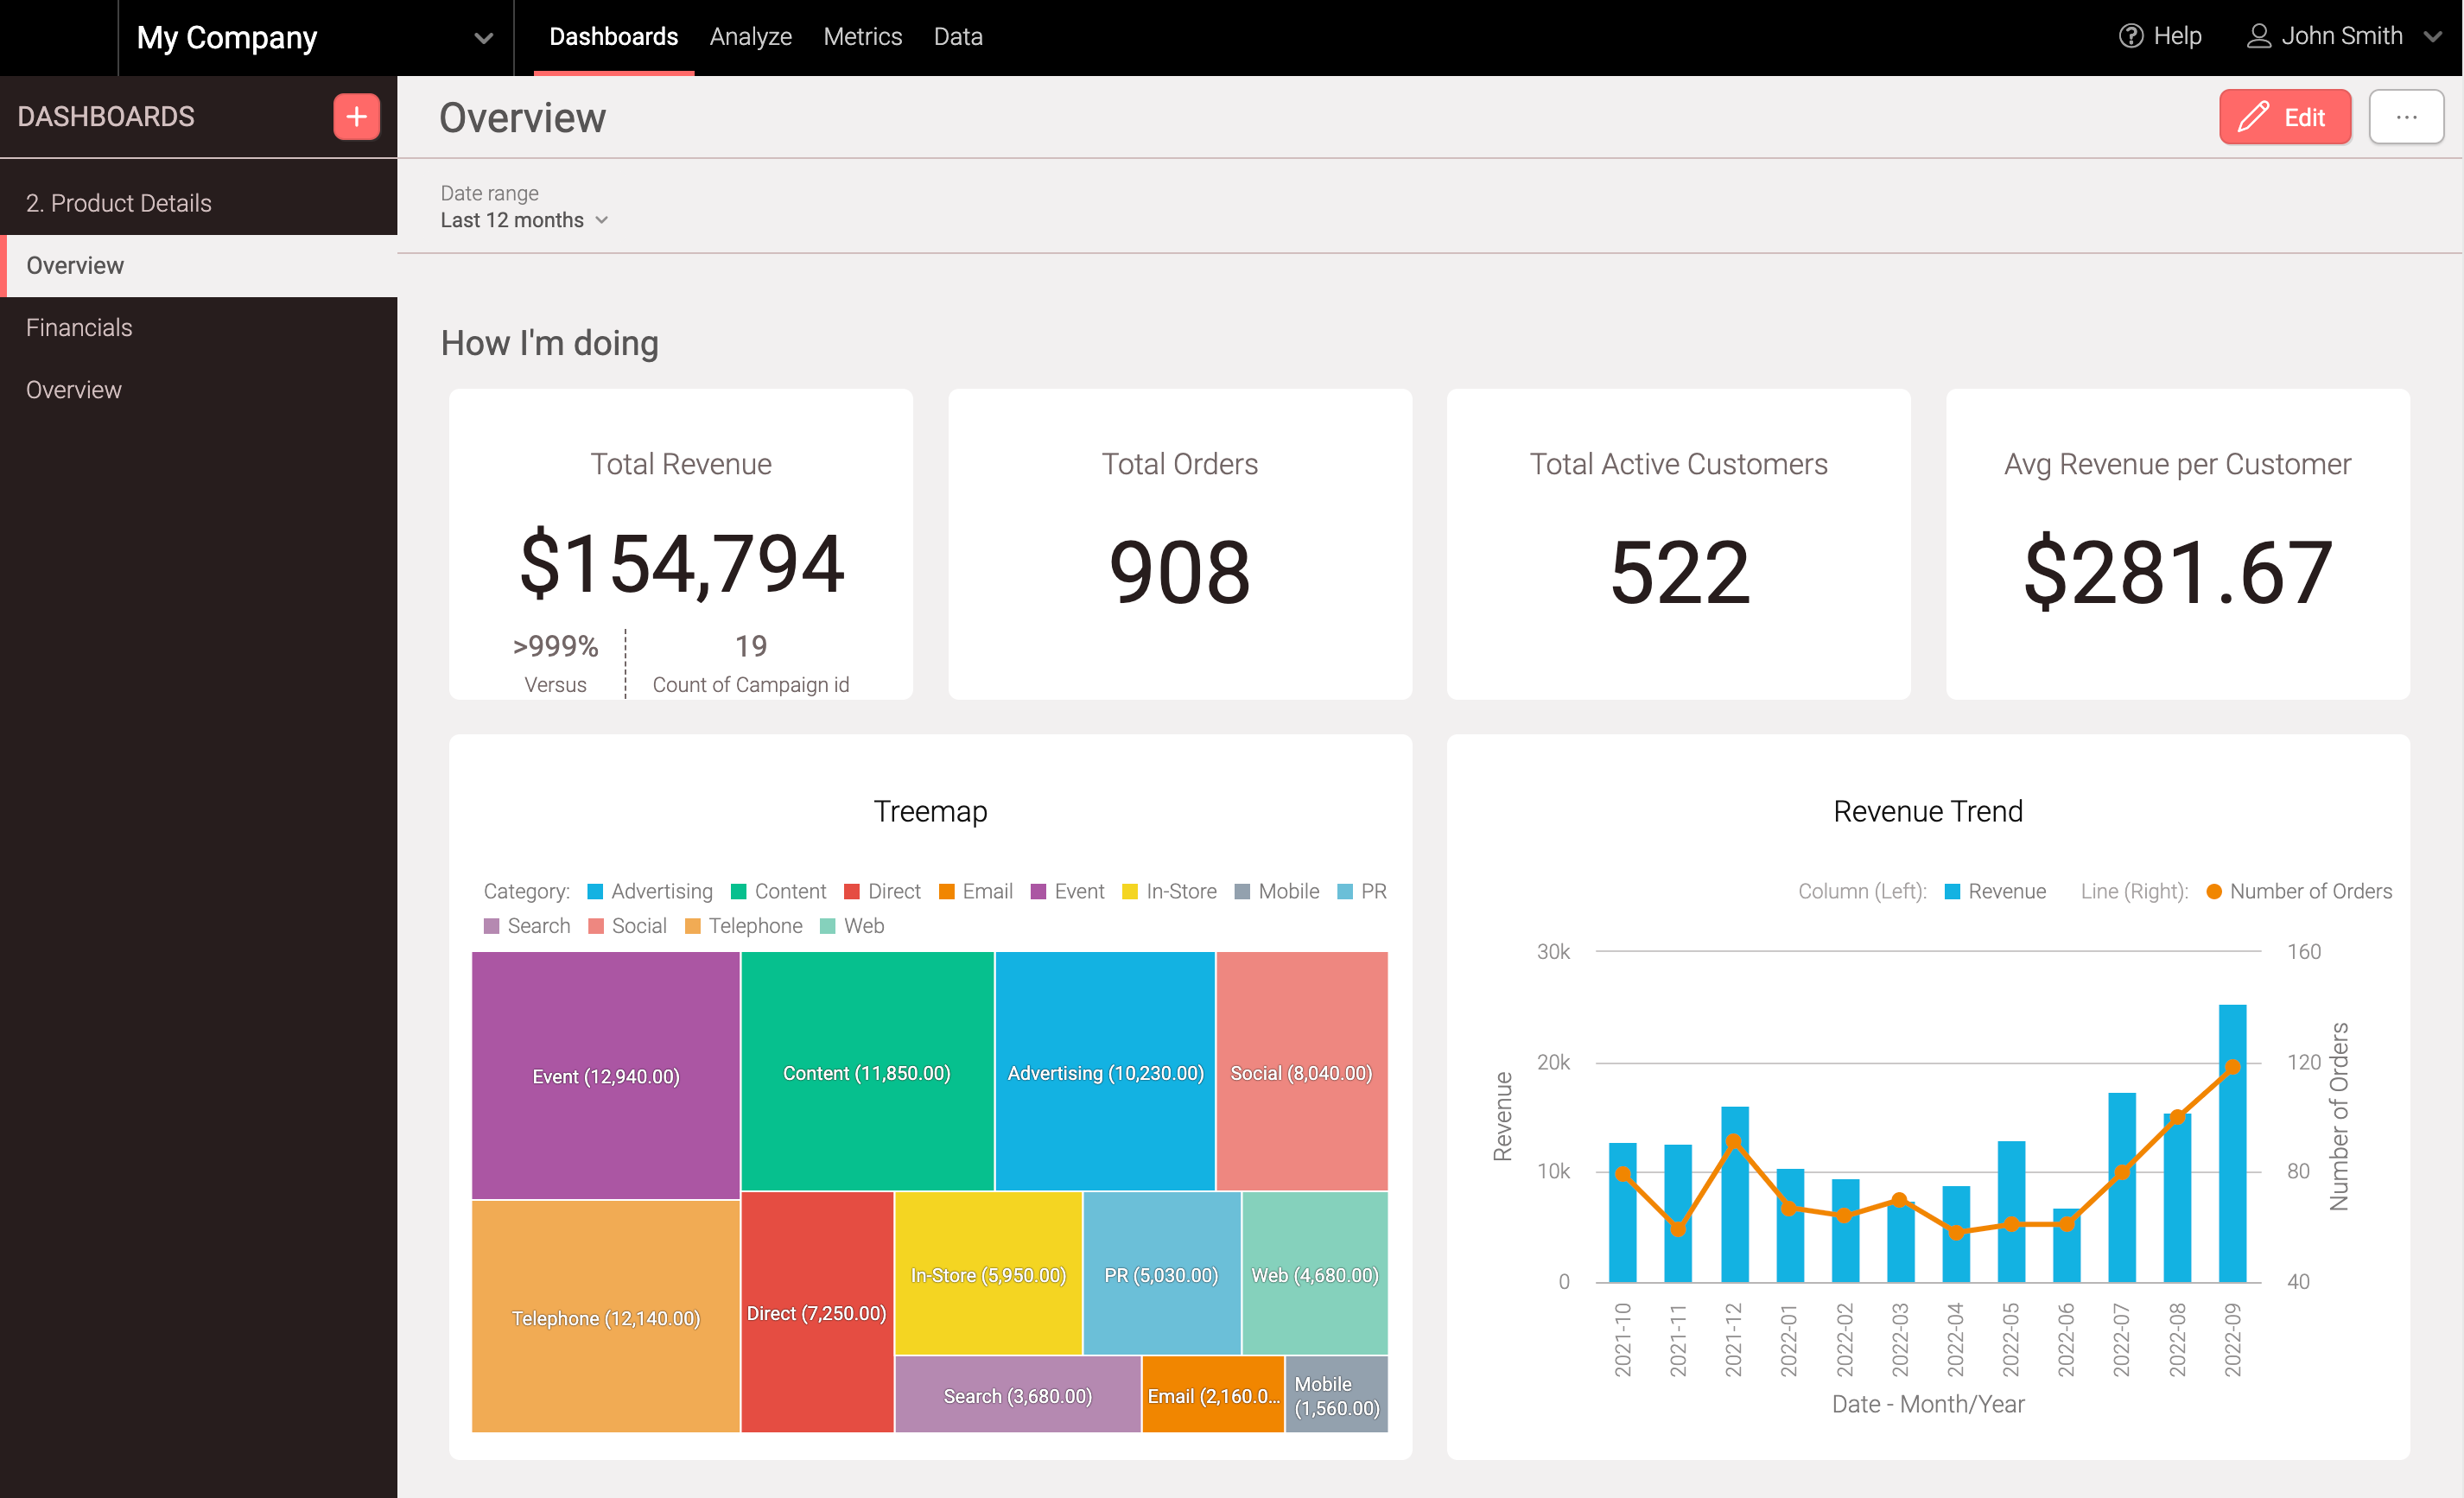 My Company
Dashboards Analyze Metrics Data
Help John Smith
DASHBOARDS
+
2. Product Details
Overview
Financials
Overview
Overview
Edit
...
Date range
Last 12 months
How I'm doing
Total Revenue
$154,794
>999%
Versus
19
Count of Campaign id
Total Orders
908
Total Active Customers
522
Avg Revenue per Customer
$281.67
Treemap
Category: Advertising Content Direct Email Event In-Store Mobile PR
Search Social Telephone Web
Event (12,940.00)
Content (11,850.00)
Advertising (10,230.00)
Social (8,040.00)
Telephone (12,140.00)
Direct (7,250.00)
In-Store (5,950.00)
PR (5,030.00)
Web (4,680.00)
Search (3,680.00)
Email (2,160.0...
Mobile
(1,560.00)
Revenue Trend
Column (Left): Revenue Line (Right): Number of Orders
30k
20k
10k
0
Revenue
160
120
80
40
Number of Orders
2021-10
2021-11
2021-12
2022-01
2022-02
2022-03
2022-04
2022-05
2022-06
2022-07
2022-08
2022-09
Date - Month/Year